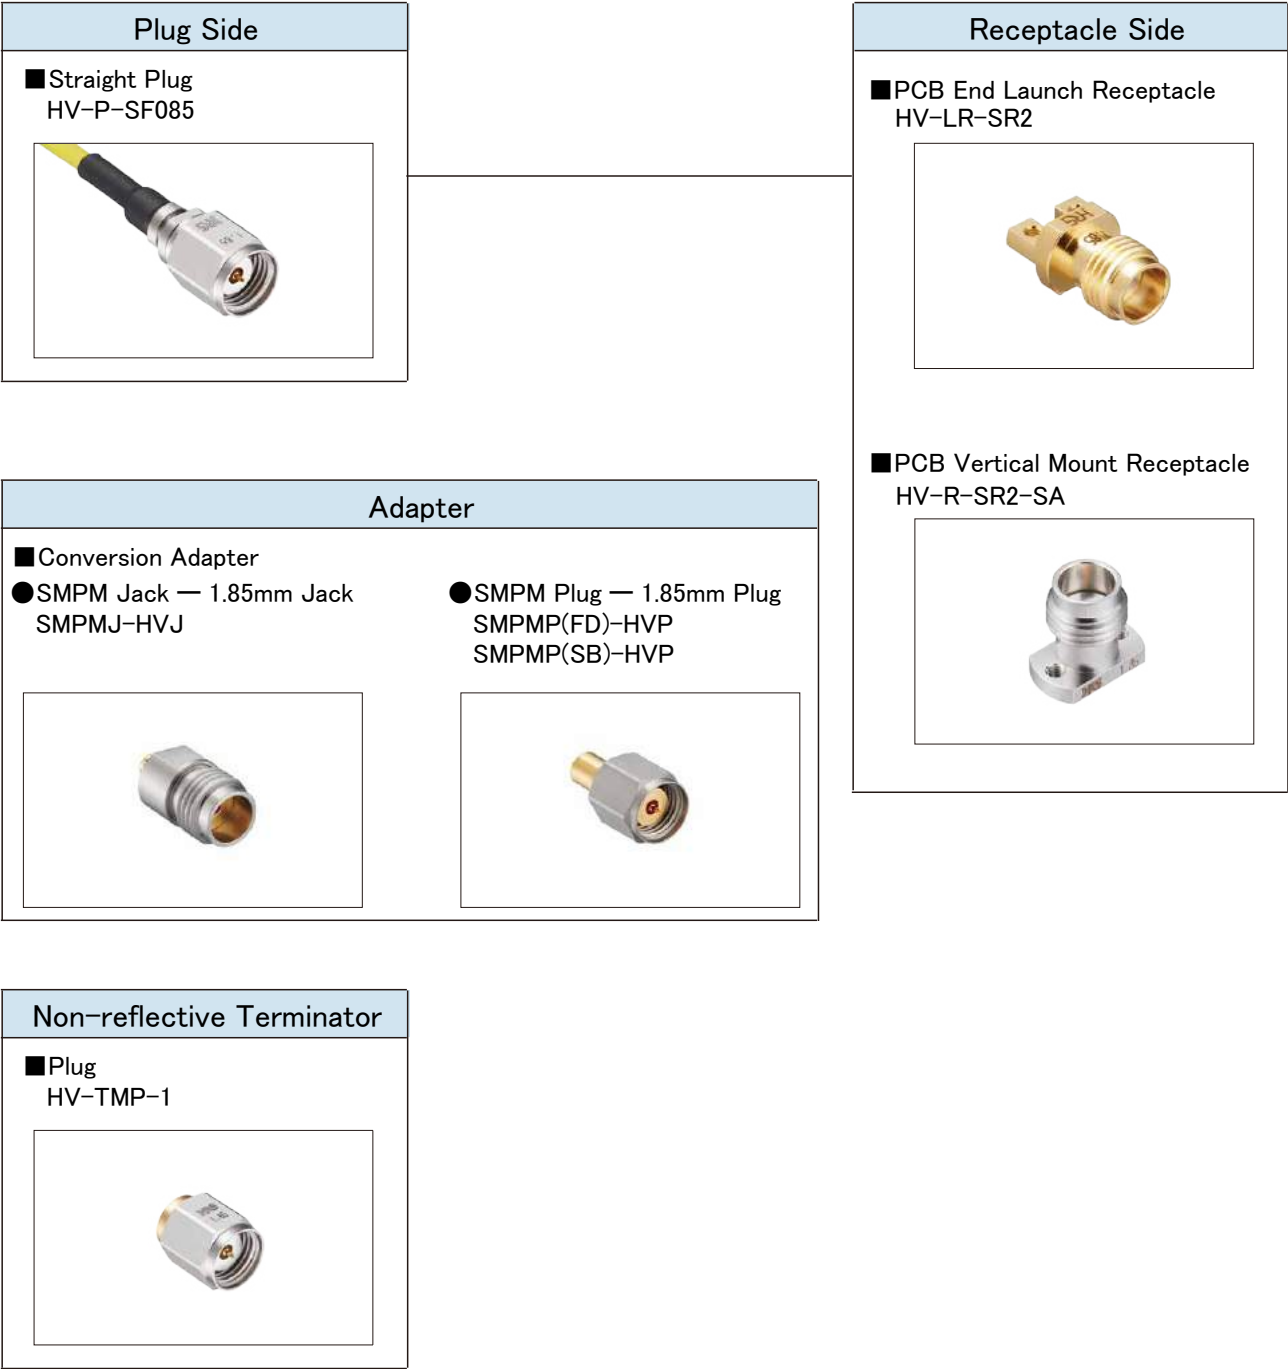 Plug Side
■Straight Plug
HV-P-SF085
Receptacle Side
■PCB End Launch Receptacle
HV-LR-SR2
■PCB Vertical Mount Receptacle
HV-R-SR2-SA
Adapter
■Conversion Adapter
●SMPM Jack ー 1.85mm Jack
SMPMJ-HVJ
●SMPM Plug ー 1.85mm Plug
SMPMP(FD)-HVP
SMPMP(SB)-HVP
Non-reflective Terminator
■Plug
HV-TMP-1